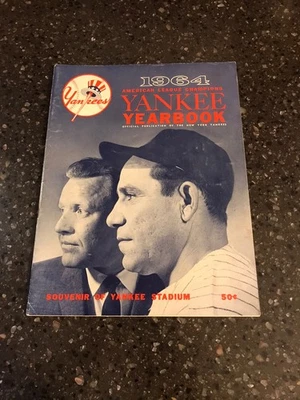 1964
AMERICAN LEAGUE CHAMPIONS
YANKEE
Yankees
YEARBOOK
OFFICIAL PUBLICATION OF THE NEW YORK YANKEES
SOUVENIR OF YANKEE STADIUM 50¢